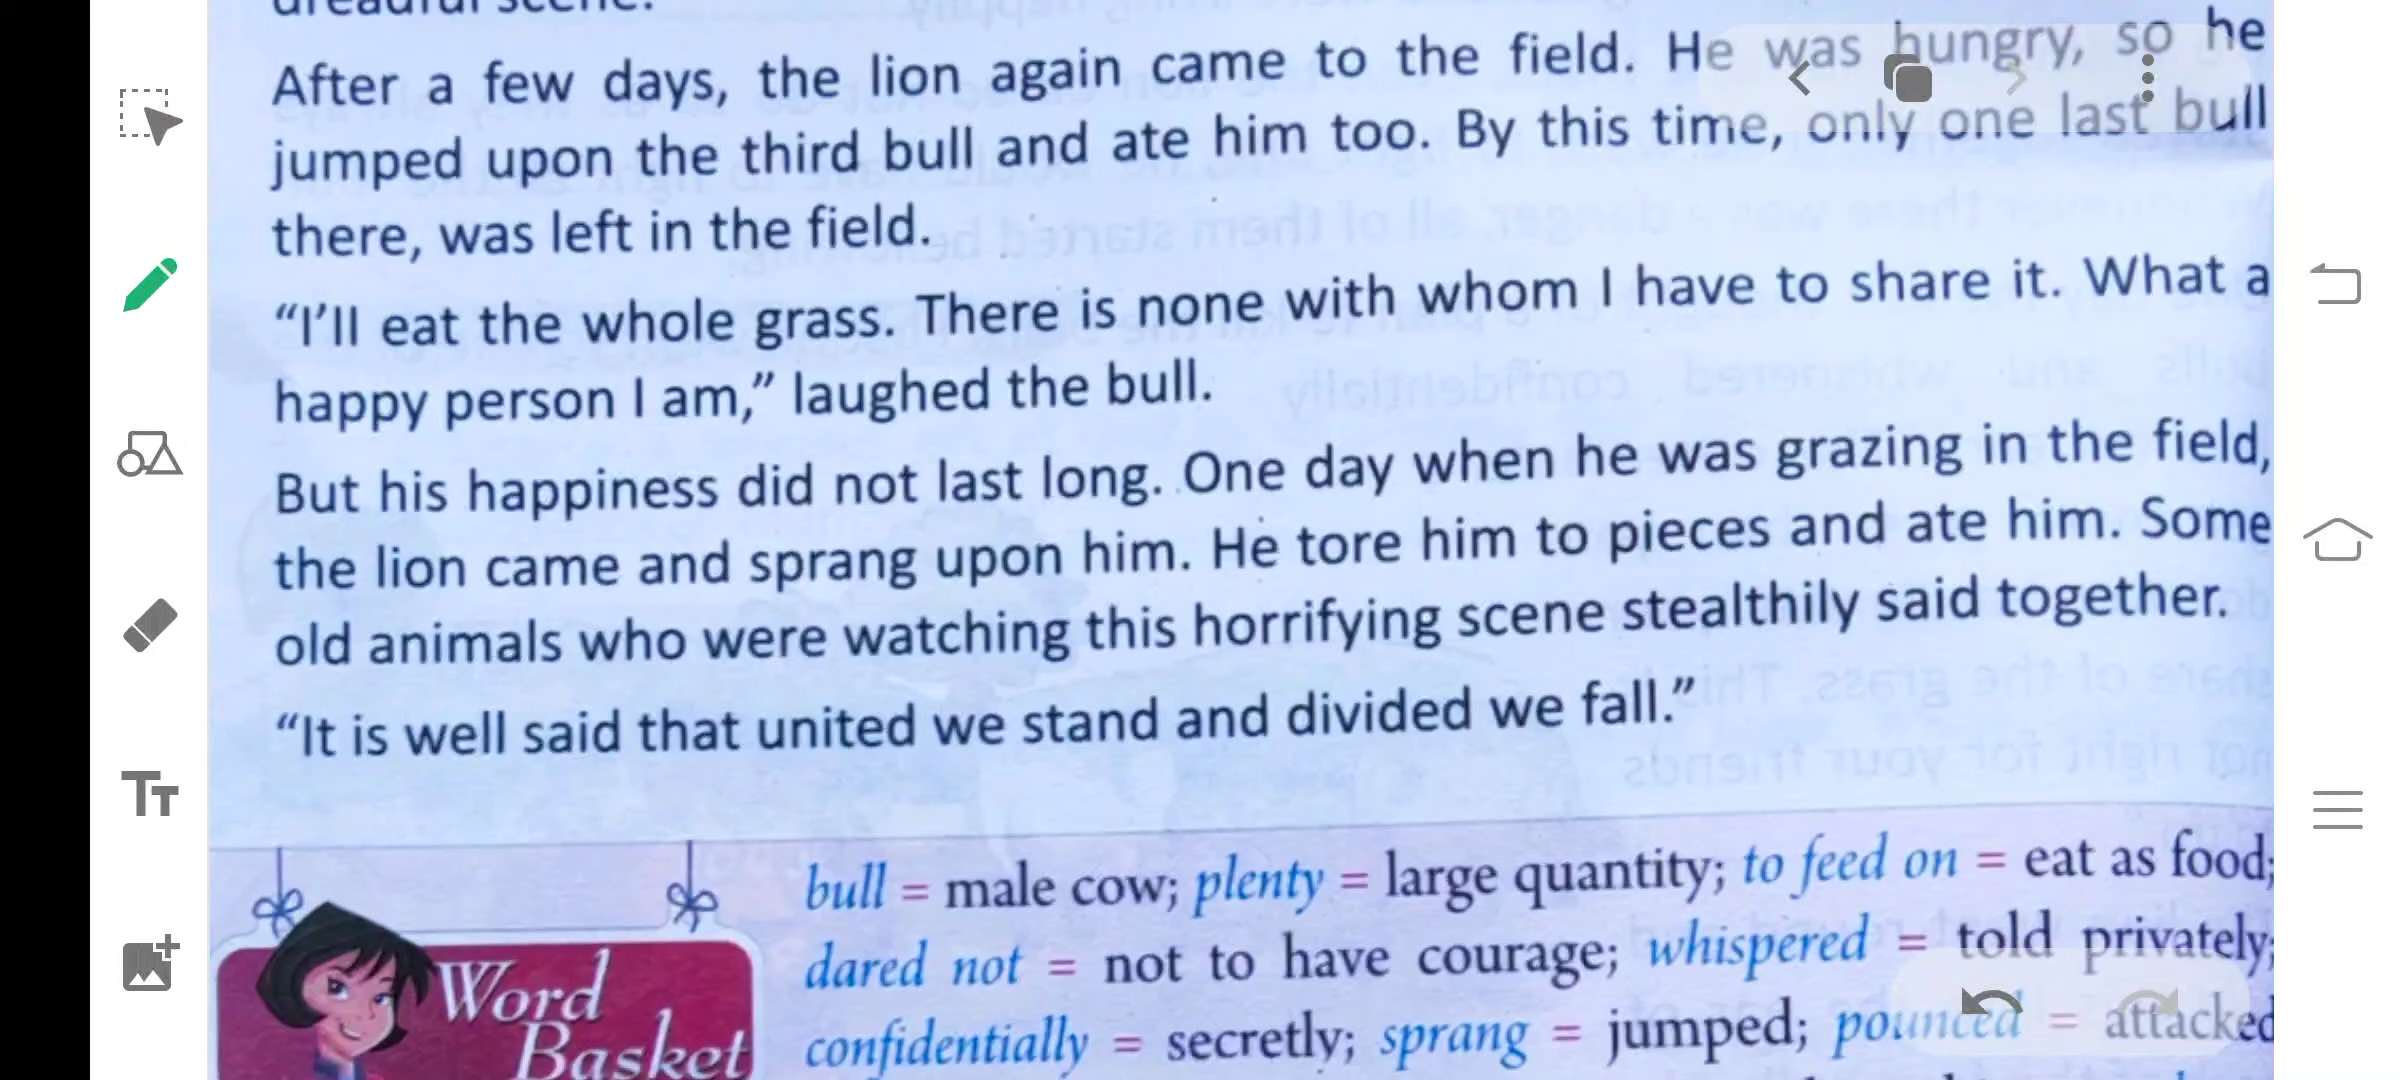 dreadful scene.
After a few days, the lion again came to the field. He was hungry, so he
jumped upon the third bull and ate him too. By this time, only one last bull
there, was left in the field.
“I’ll eat the whole grass. There is none with whom I have to share it. What a
happy person I am,” laughed the bull.
But his happiness did not last long. One day when he was grazing in the field,
the lion came and sprang upon him. He tore him to pieces and ate him. Some
old animals who were watching this horrifying scene stealthily said together.
“It is well said that united we stand and divided we fall.”
Word
Basket
bull = male cow; plenty = large quantity; to feed on = eat as food;
dared not = not to have courage; whispered = told privately;
confidentially = secretly; sprang = jumped; pounced = attacked
TT